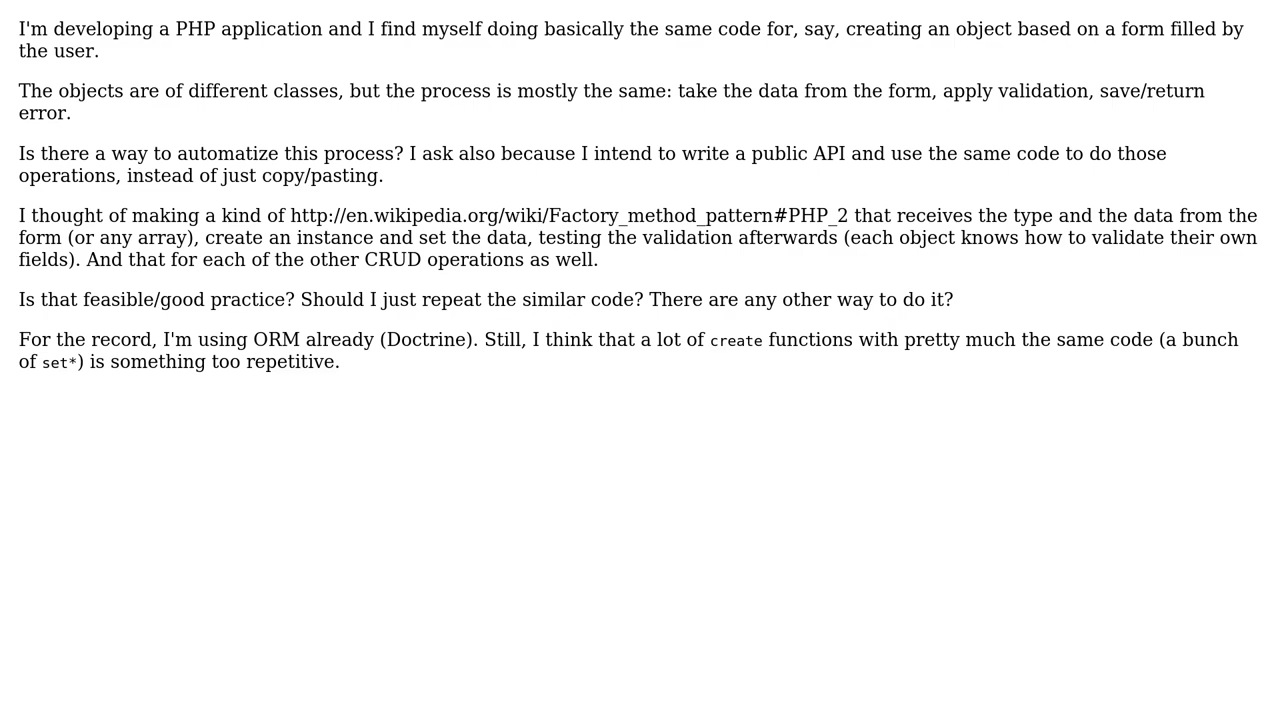 I'm developing a PHP application and I find myself doing basically the same code for, say, creating an object based on a form filled by
the user.
The objects are of different classes, but the process is mostly the same: take the data from the form, apply validation, save/return
error.
Is there a way to automatize this process? I ask also because I intend to write a public API and use the same code to do those
operations, instead of just copy/pasting.
I thought of making a kind of http://en.wikipedia.org/wiki/Factory_method_pattern#PHP_2 that receives the type and the data from the
form (or any array), create an instance and set the data, testing the validation afterwards (each object knows how to validate their own
fields). And that for each of the other CRUD operations as well.
Is that feasible/good practice? Should I just repeat the similar code? There are any other way to do it?
For the record, I'm using ORM already (Doctrine). Still, I think that a lot of create functions with pretty much the same code (a bunch
of set*) is something too repetitive.